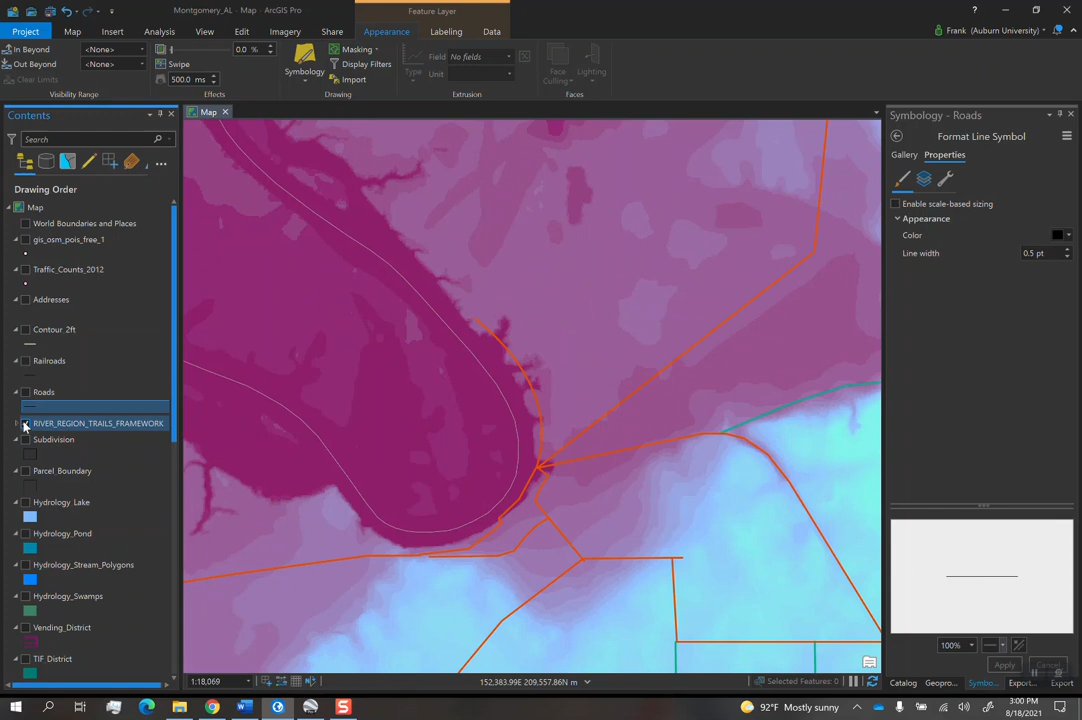 Montgomery_AL - Map - ArcGIS Pro
Feature Layer
?
Project
Map
Insert
Analysis
View
Edit
Imagery
Share
Appearance
Labeling
Data
Frank (Auburn University)
In Beyond
<None>
Out Beyond
<None>
Clear Limits
Visibility Range
0.0 %
Swipe
500.0 ms
Effects
Symbology
Masking
Display Filters
Import
Drawing
Type
Field
No fields
Unit
Extrusion
Face
Culling
Lighting
Faces
Contents
Search
Drawing Order
Map
World Boundaries and Places
gis_osm_pois_free_1
Traffic_Counts_2012
Addresses
Contour_2ft
Railroads
Roads
RIVER_REGION_TRAILS_FRAMEWORK
Subdivision
Parcel_Boundary
Hydrology_Lake
Hydrology_Pond
Hydrology_Stream_Polygons
Hydrology_Swamps
Vending_District
TIF_District
Map
1:18,069
152,383.99E 209,557.86N m
Selected Features: 0
Symbology - Roads
Format Line Symbol
Gallery
Properties
Enable scale-based sizing
Appearance
Color
Line width
0.5 pt
100%
Apply
Cancel
Catalog
Geopro...
Symbo...
Export...
Export
92°F Mostly sunny
3:00 PM
8/18/2021